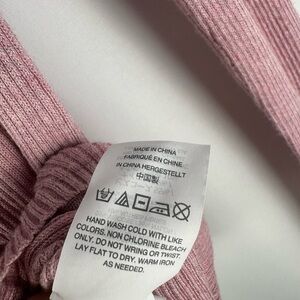 MADE IN CHINA
FABRIQUÉ EN CHINE
IN CHINA HERGESTELLT
中国製
HAND WASH COLD WITH LIKE
COLORS. NON CHLORINE BLEACH
ONLY. DO NOT WRING OR TWIST.
LAY FLAT TO DRY. WARM IRON
AS NEEDED.